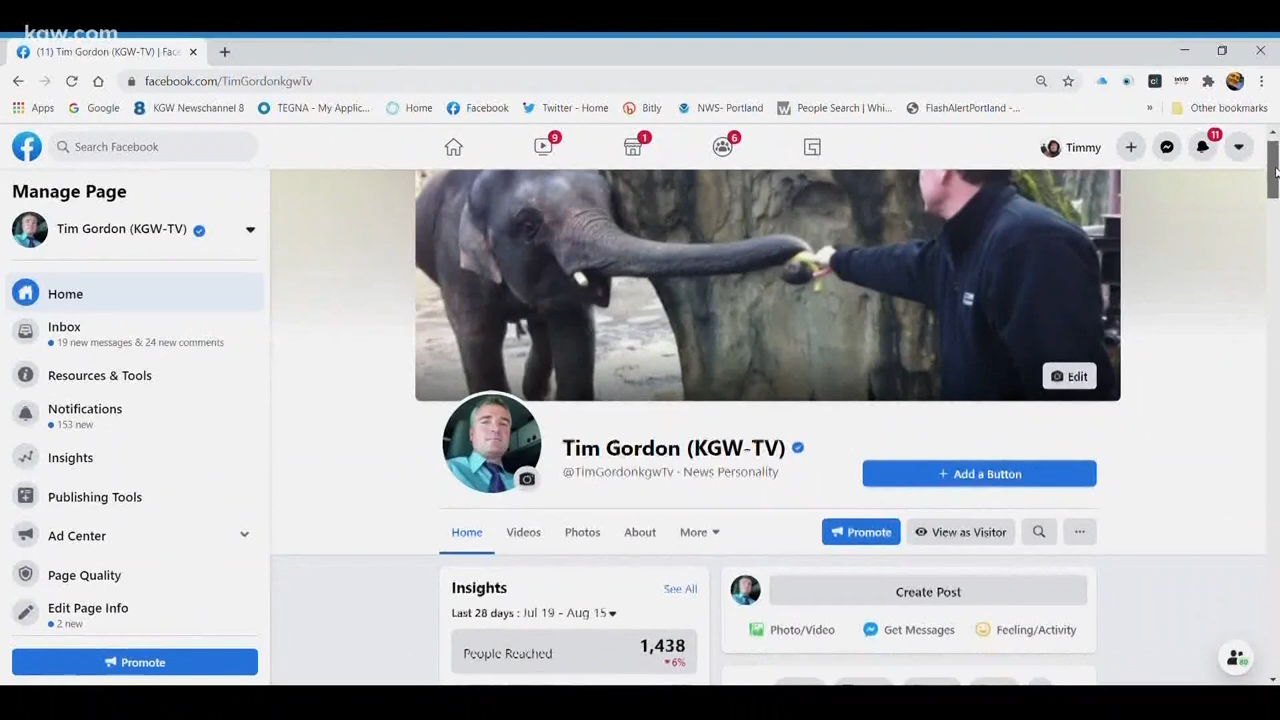 kgw.com
(11) Tim Gordon (KGW-TV) | Face
facebook.com/TimGordonkgwTv
Apps
Google
KGW Newschannel 8
TEGNA - My Applic...
Home
Facebook
Twitter - Home
Bitly
NWS- Portland
People Search | Whi...
FlashAlertPortland -...
»
Other bookmarks
Search Facebook
9
1
6
Timmy
11
Manage Page
Tim Gordon (KGW-TV)
Home
Inbox
19 new messages & 24 new comments
Resources & Tools
Notifications
153 new
Insights
Publishing Tools
Ad Center
Page Quality
Edit Page Info
2 new
Promote
Edit
Tim Gordon (KGW-TV)
@TimGordonkgwTv · News Personality
+ Add a Button
Home
Videos
Photos
About
More
Promote
View as Visitor
...
Insights
See All
Last 28 days : Jul 19 - Aug 15
People Reached
1,438
6%
Create Post
Photo/Video
Get Messages
Feeling/Activity